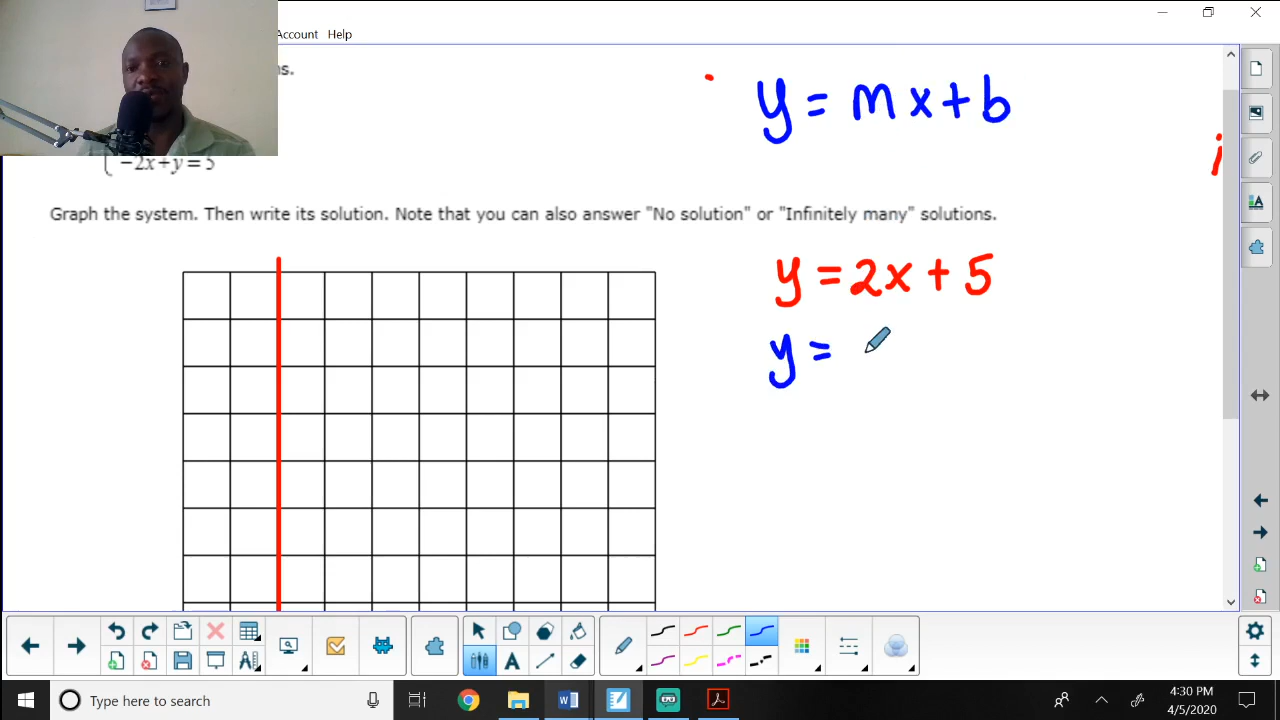 Account Help
ns.
y = mx + b
−2x+y = 5
Graph the system. Then write its solution. Note that you can also answer "No solution" or "Infinitely many" solutions.
y = 2x + 5
y =
Type here to search
4:30 PM
4/5/2020